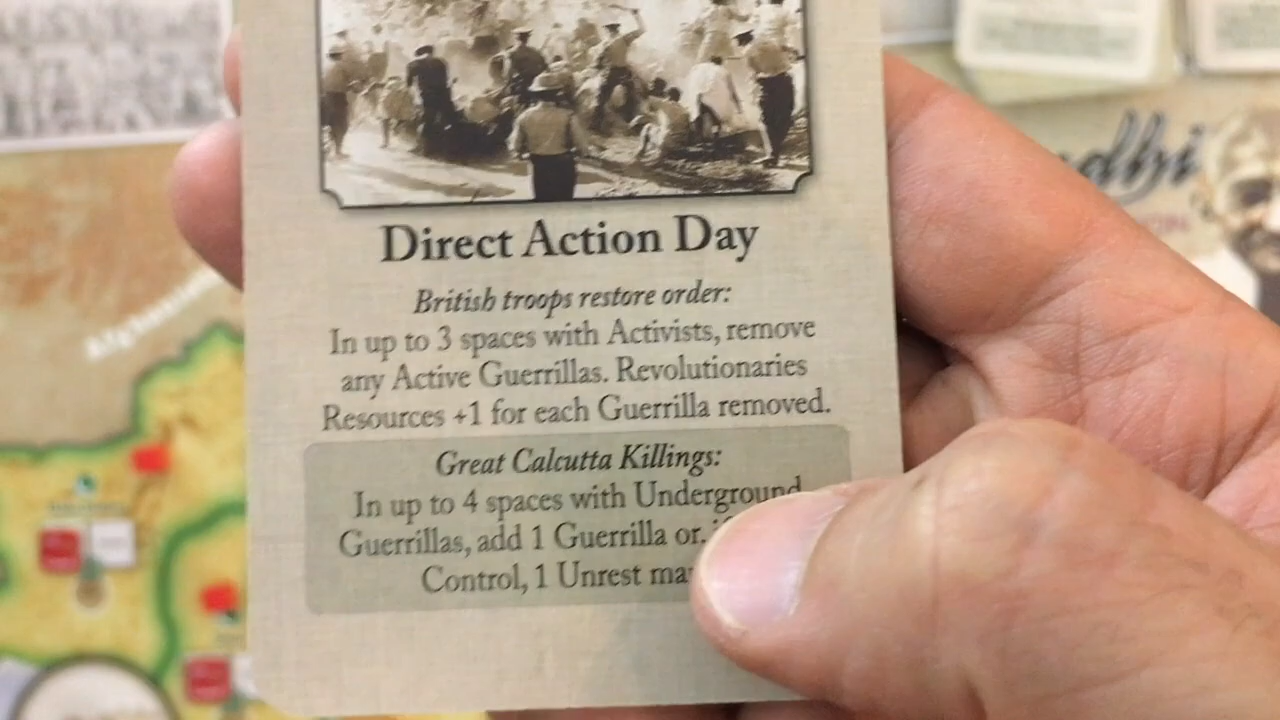 Direct Action Day
British troops restore order:
In up to 3 spaces with Activists, remove
any Active Guerrillas. Revolutionaries
Resources +1 for each Guerrilla removed.
Great Calcutta Killings:
In up to 4 spaces with Underground
Guerrillas, add 1 Guerrilla or,
Control, 1 Unrest
Afghanistan